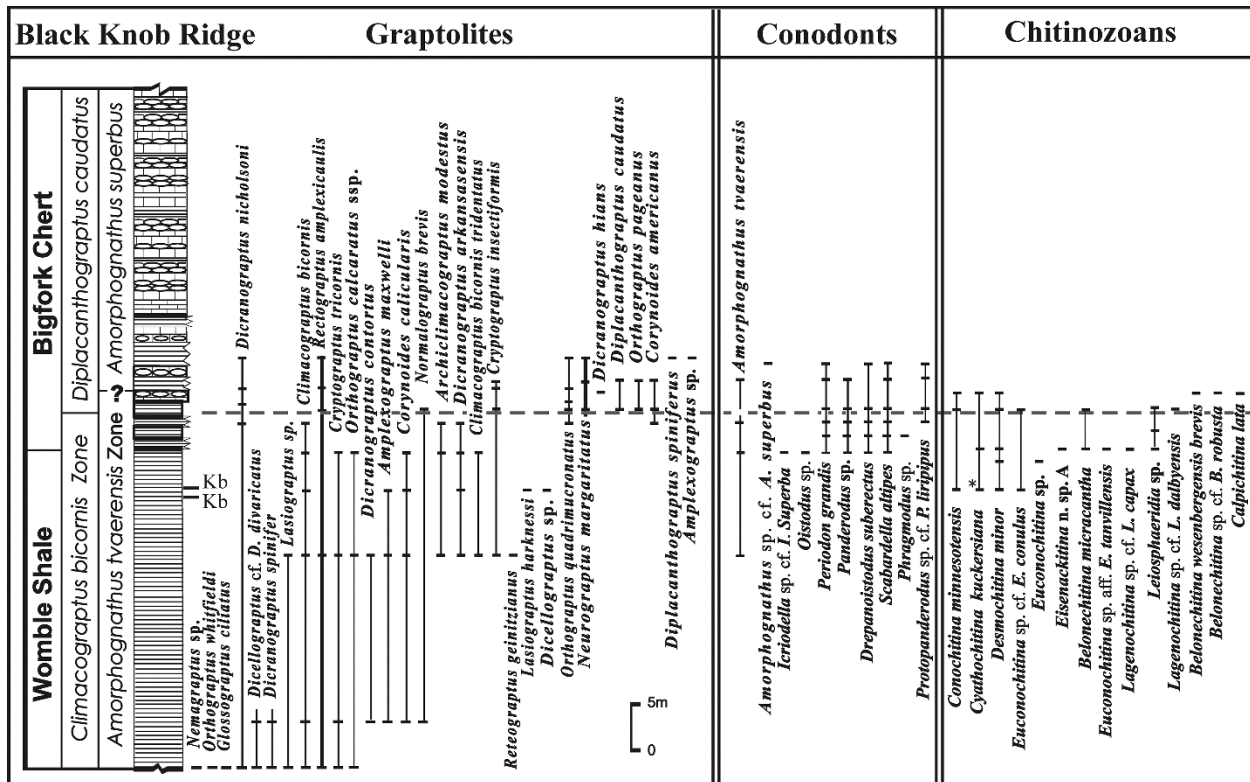 Black Knob Ridge
Graptolites
Conodonts
Chitinozoans
Bigfork Chert
Womble Shale
Diplacanthograptus caudatus
Climacograptus bicornis Zone
Amorphognathus superbus
?
Amorphognathus tvaerensis Zone
Kb
Kb
Nemagraptus sp.
Orthograptus whitfieldi
Glossograptus ciliatus
Dicranograptus nicholsoni
Dicellograptus cf. D. divaricatus
Dicranograptus spinifer
Lasiograptus sp.
Climacograptus bicornis
Rectograptus amplexicaulis
Cryptograptus tricornis
Orthograptus calcaratus ssp.
Dicranograptus contortus
Amplexograptus maxwelli
Corynoides calicularis
Normalograptus brevis
Archiclimacograptus modestus
Dicranograptus arkansasensis
Climacograptus bicornis tridentatus
Cryptograptus insectiformis
Reteograptus geinitzianus
Lasiograptus harknessi
Dicellograptus sp.
Orthograptus quadrimucronatus
Neurograptus margaritatus
Dicranograptus hians
Diplacanthograptus caudatus
Orthograptus pageanus
Corynoides americanus
Diplacanthograptus spiniferus
Amplexograptus sp.
5m
0
Amorphognathus tvaerensis
Amorphognathus sp. cf. A. superbus
Icriodella sp. cf. I. Superba
Oistodus sp.
Periodon grandis
Panderodus sp.
Drepanoistodus suberectus
Scabardella altipes
Phragmodus sp.
Protopanderodus sp. cf. P. liripipus
Conochitina minnesotensis
Cyathochitina kuckersiana
*
Desmochitina minor
Euconochitina sp. cf. E. conulus
Euconochitina sp.
Eisenackitina n. sp. A
Belonechitina micracantha
Euconochitina sp. aff. E. tanvillensis
Lagenochitina sp. cf. L. capax
Leiosphaeridia sp.
Lagenochitina sp. cf. L. dalbyensis
Belonechitina wesenbergensis brevis
Belonechitina sp. cf. B. robusta
Calpichitina lata